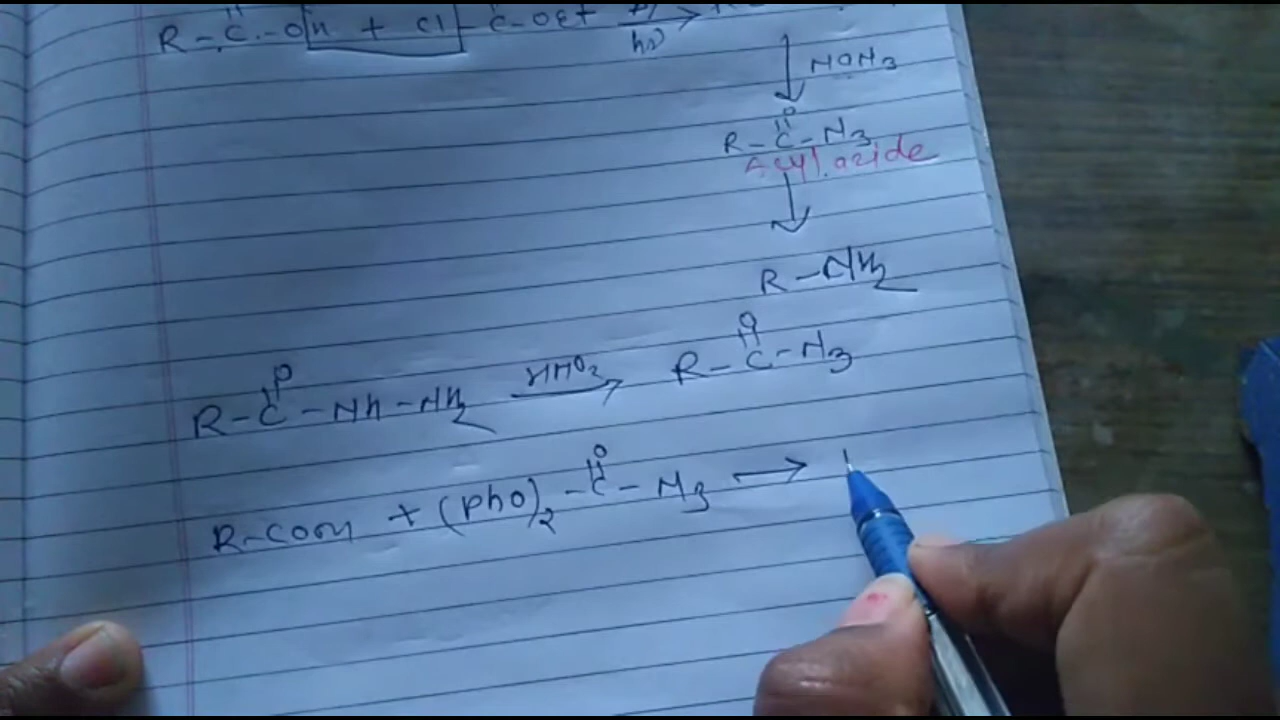 R-C-OH + Cl-C-OEt hν
NaN3
O
R-C-N3
Acyl azide
R-NH2
O O
R-C-NH-NH2 HNO2 R-C-N3
O
R-COOH + (PhO)2-C-N3 →